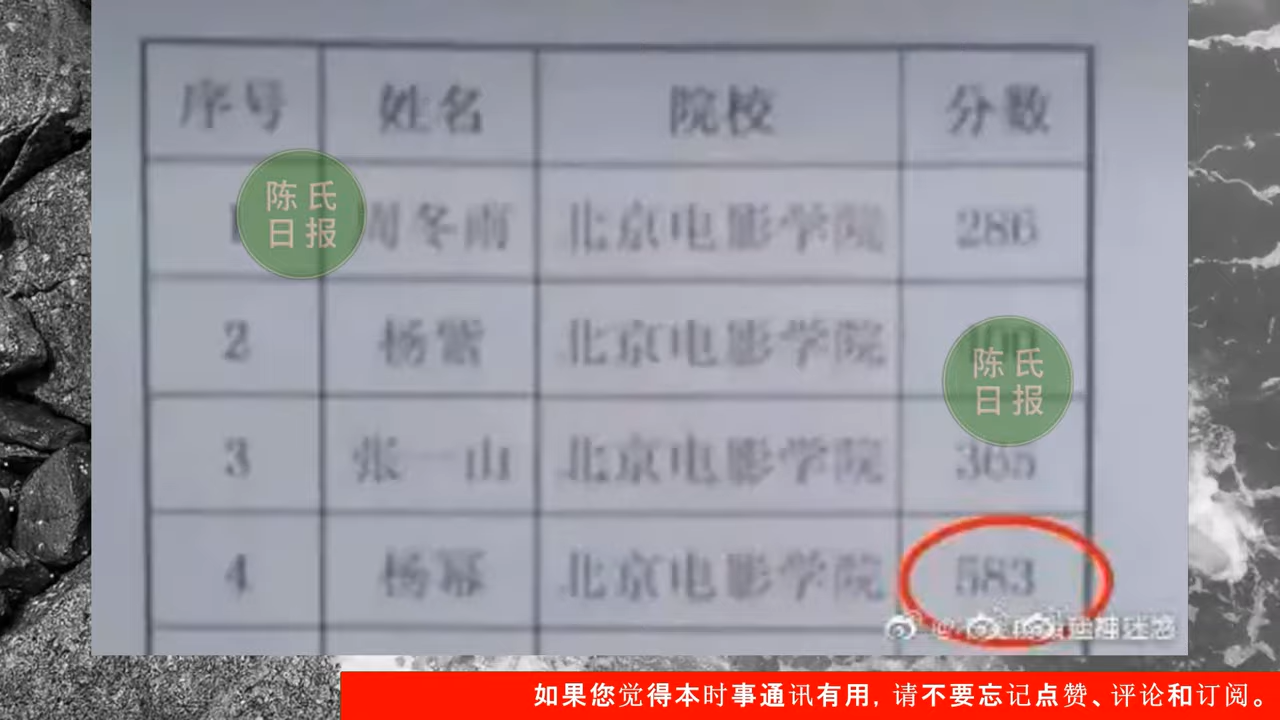 序号 姓名 院校 分数
陈氏
日报
周冬雨 北京电影学院 286
2 杨紫 北京电影学院
陈氏
日报
3 张一山 北京电影学院 365
4 杨幂 北京电影学院 583
如果您觉得本时事通讯有用,请不要忘记点赞、评论和订阅。